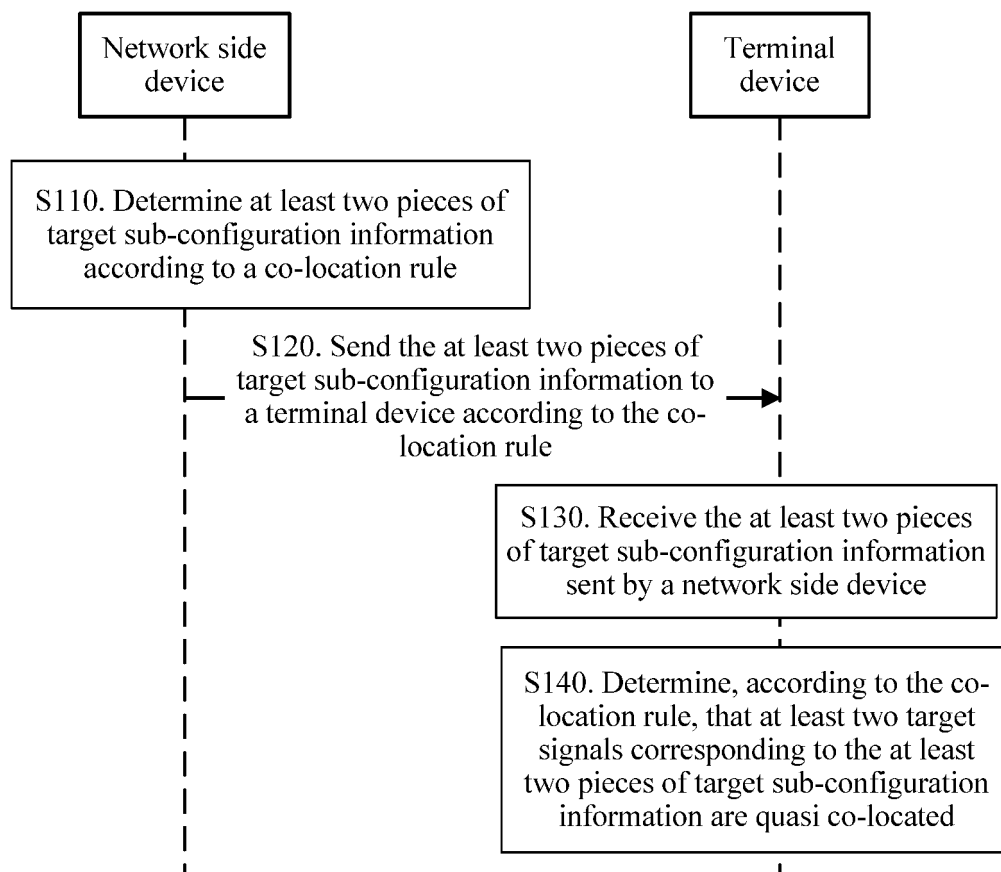 Network side
device
Terminal
device
S110. Determine at least two pieces of
target sub-configuration information
according to a co-location rule
S120. Send the at least two pieces of
target sub-configuration information to
a terminal device according to the co-
location rule
S130. Receive the at least two pieces
of target sub-configuration information
sent by a network side device
S140. Determine, according to the co-
location rule, that at least two target
signals corresponding to the at least
two pieces of target sub-configuration
information are quasi co-located